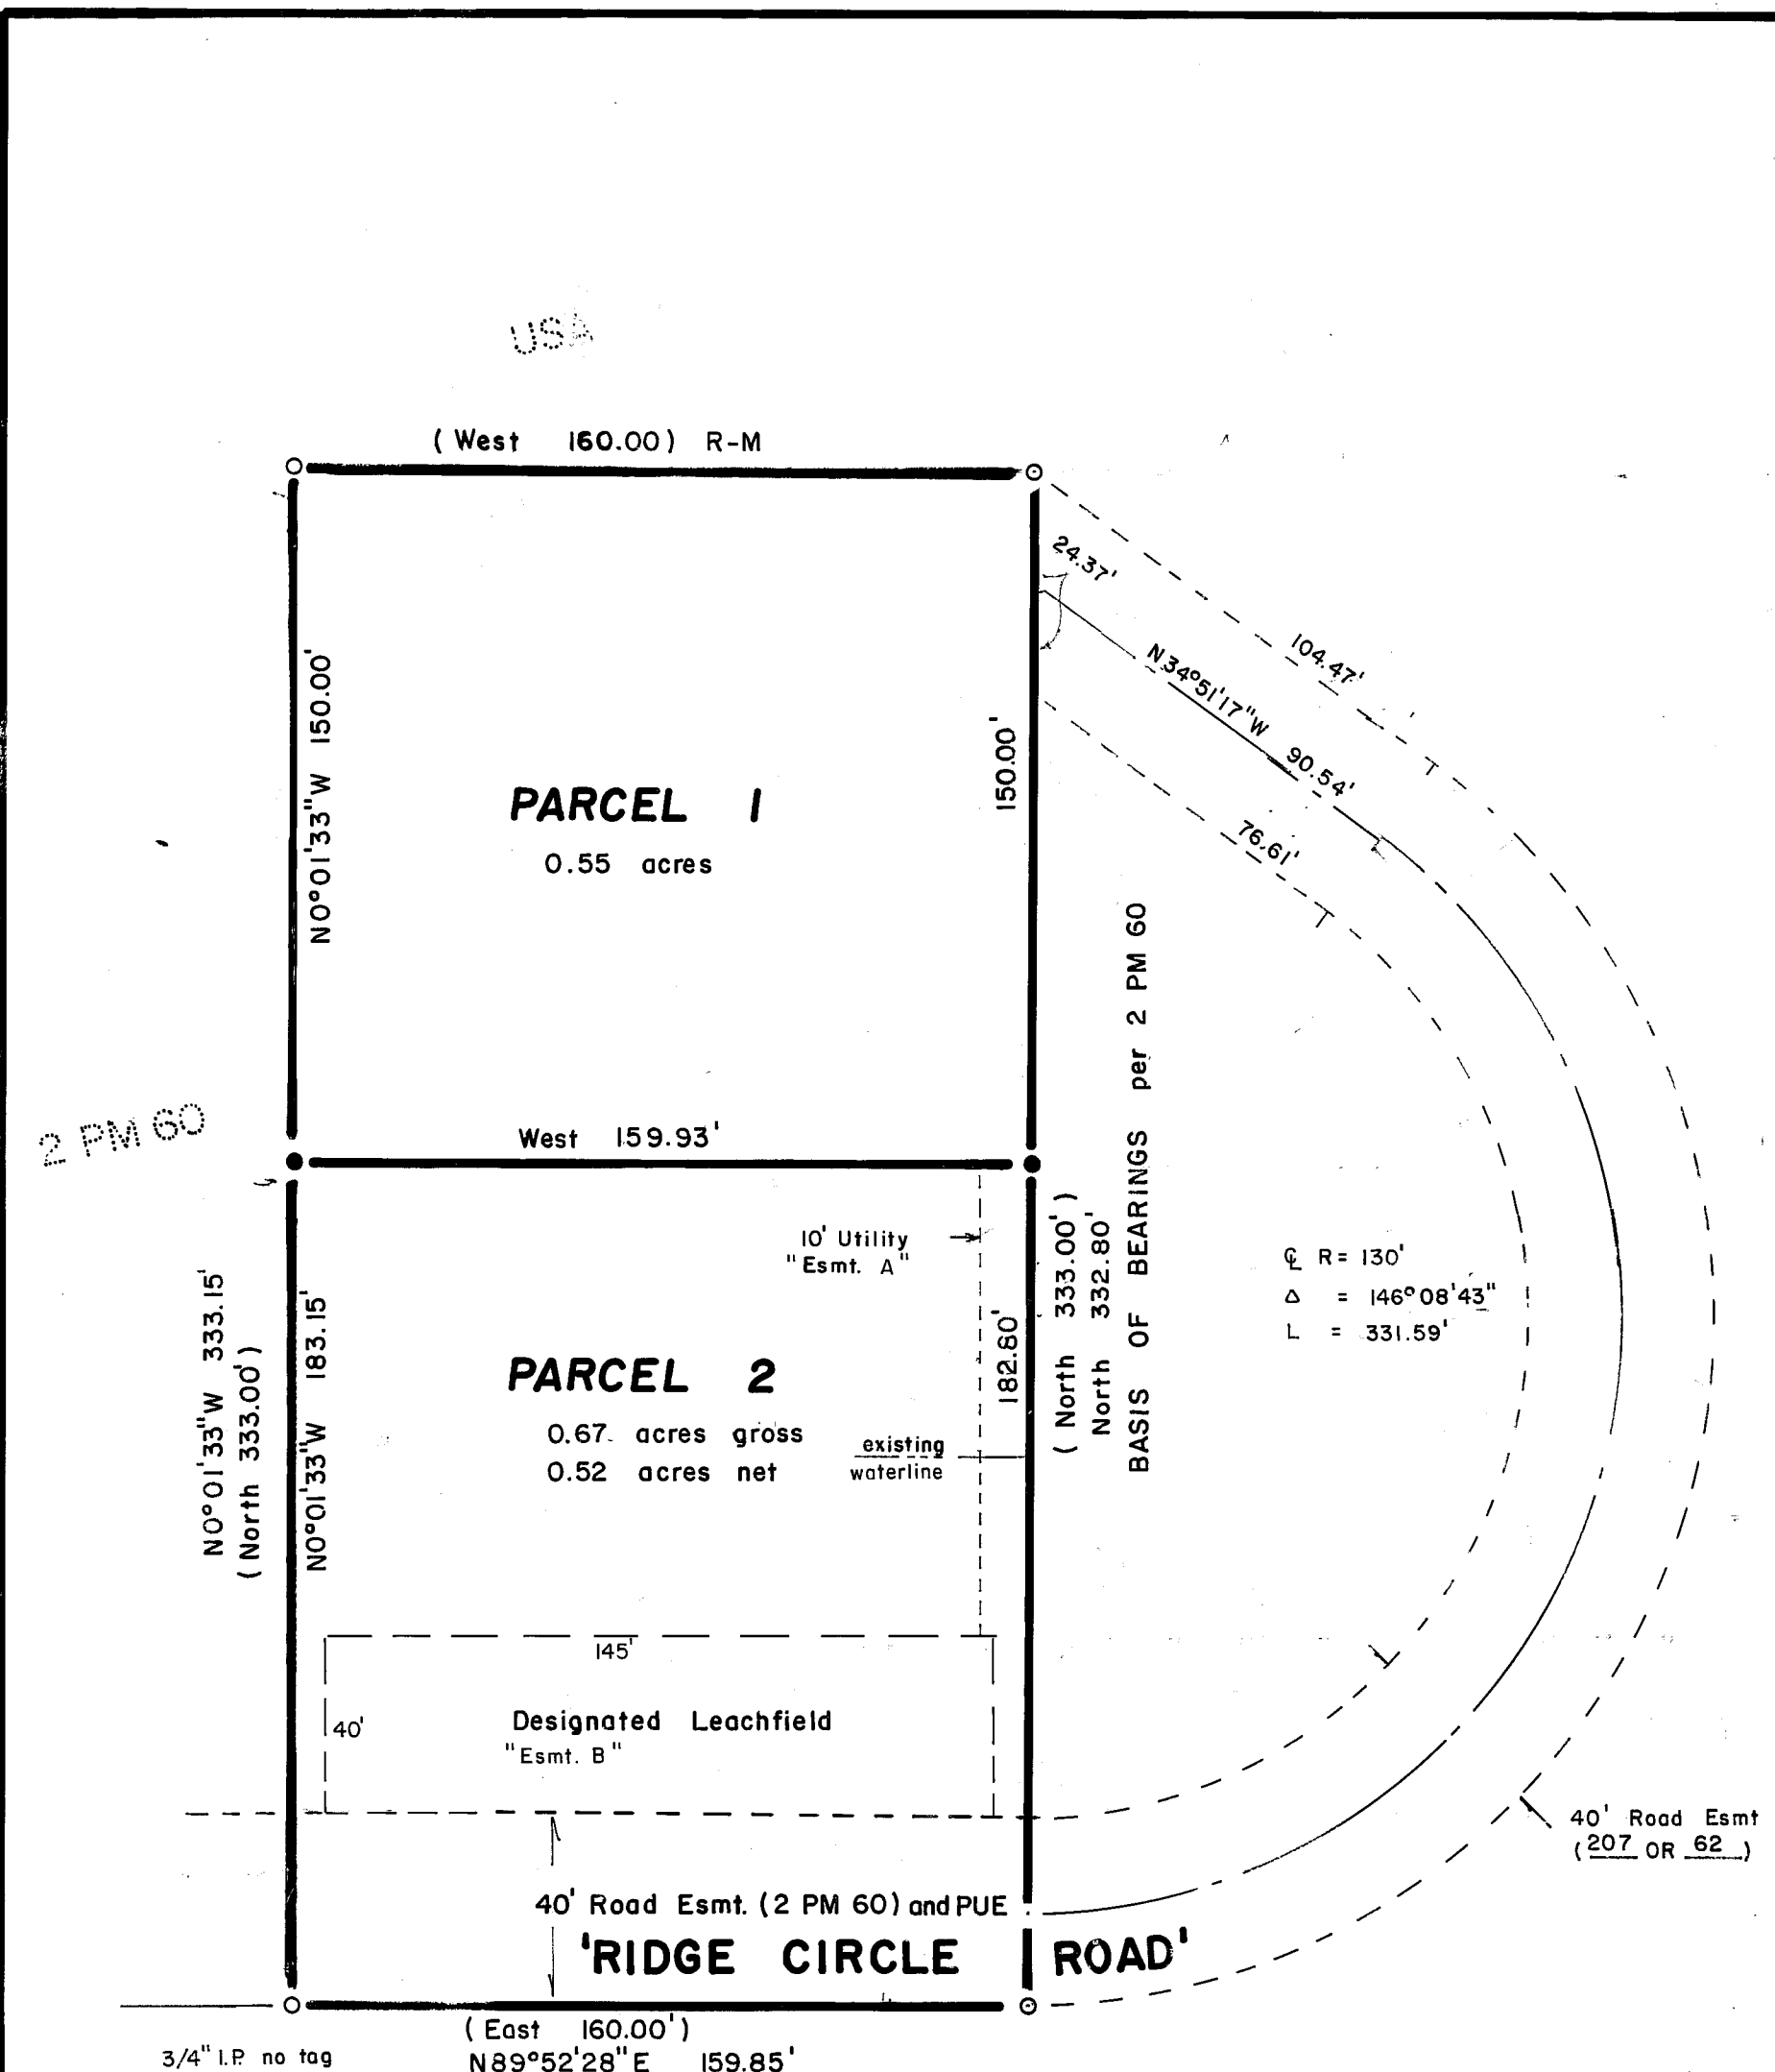 USA
( West 160.00) R-M
24.37'
104.47'
N34°51'17"W 90.54'
76.61'
N0°01'33"W 150.00'
150.00'
PARCEL 1
0.55 acres
2 PM 60
West 159.93'
10' Utility
"Esmt. A"
N0°01'33"W 333.15'
(North 333.00')
N0°01'33"W 183.15'
182.80'
( North 333.00' )
North 332.80'
BASIS OF BEARINGS per 2 PM 60
℄ R = 130'
Δ = 146°08'43"
L = 331.59'
PARCEL 2
0.67 acres gross
0.52 acres net
existing
waterline
145'
40'
Designated Leachfield
"Esmt. B"
40' Road Esmt
( 207 OR 62 )
40' Road Esmt. (2 PM 60) and PUE
'RIDGE CIRCLE ROAD'
( East 160.00')
N89°52'28"E 159.85'
3/4" I.P. no tag